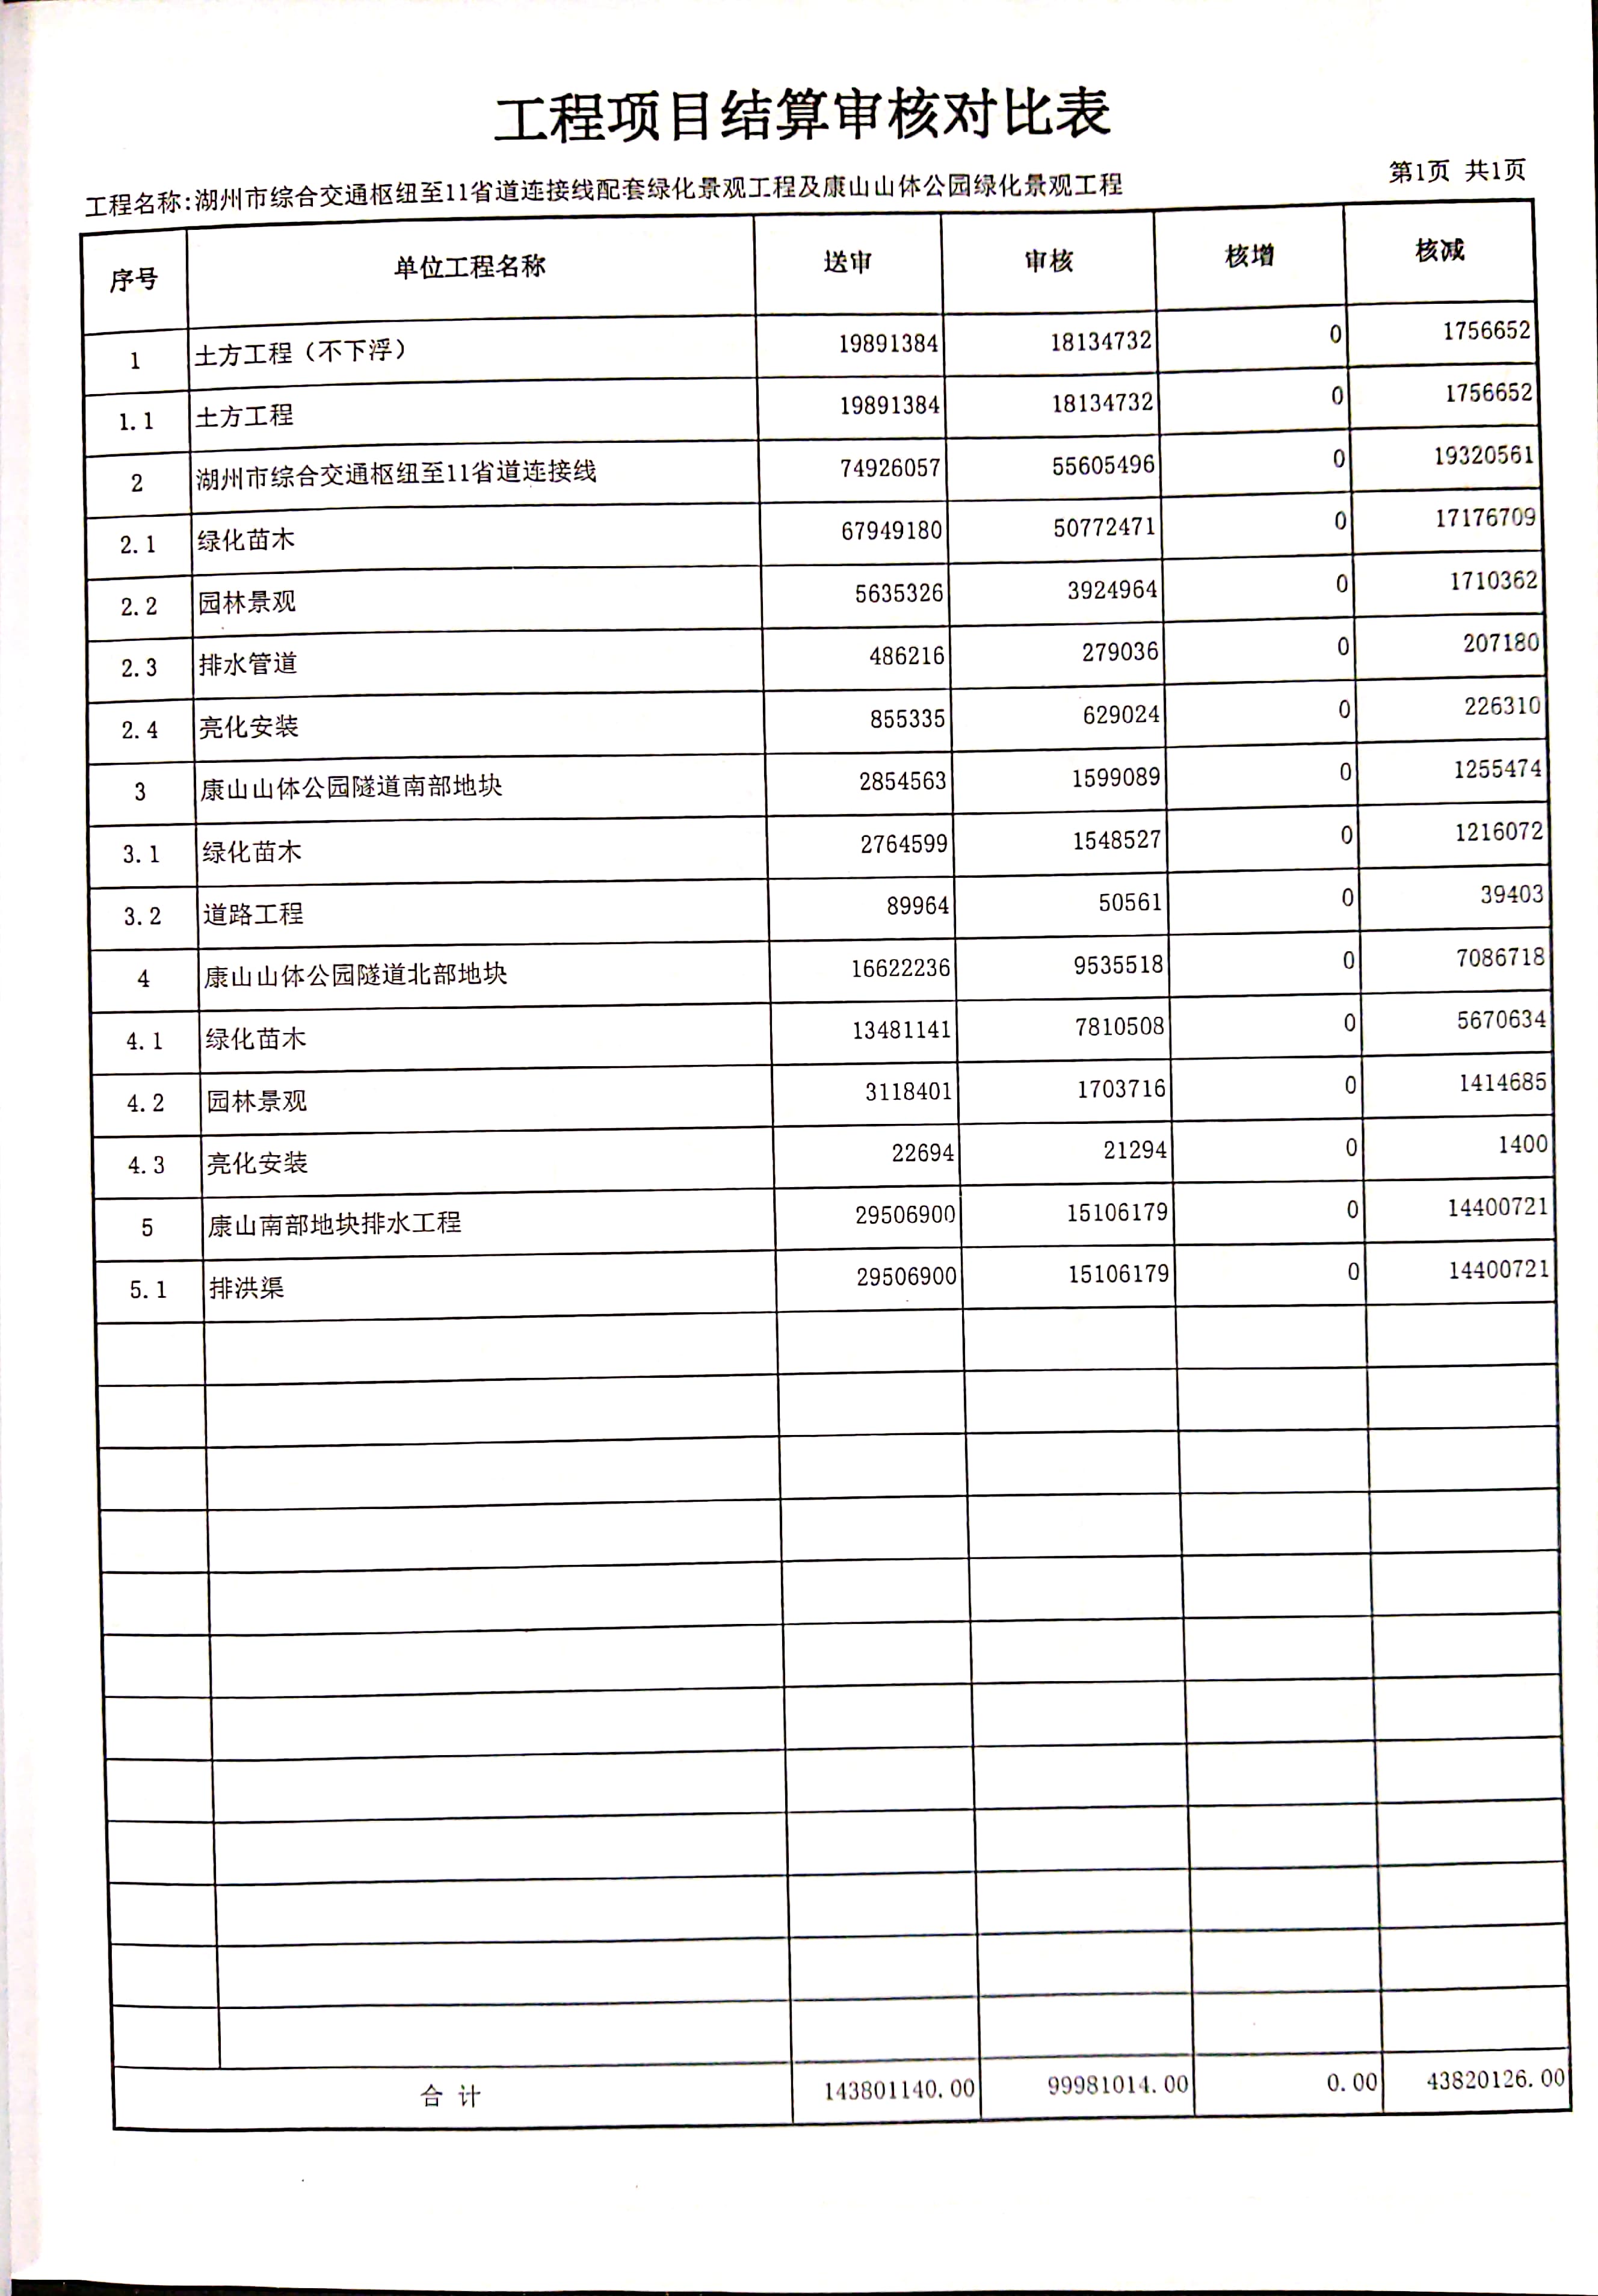 工程项目结算审核对比表
工程名称:湖州市综合交通枢纽至11省道连接线配套绿化景观工程及康山山体公园绿化景观工程 第1页 共1页
序号 单位工程名称 送审 审核 核增 核减
1 土方工程（不下浮） 19891384 18134732 0 1756652
1.1 土方工程 19891384 18134732 0 1756652
2 湖州市综合交通枢纽至11省道连接线 74926057 55605496 0 19320561
2.1 绿化苗木 67949180 50772471 0 17176709
2.2 园林景观 5635326 3924964 0 1710362
2.3 排水管道 486216 279036 0 207180
2.4 亮化安装 855335 629024 0 226310
3 康山山体公园隧道南部地块 2854563 1599089 0 1255474
3.1 绿化苗木 2764599 1548527 0 1216072
3.2 道路工程 89964 50561 0 39403
4 康山山体公园隧道北部地块 16622236 9535518 0 7086718
4.1 绿化苗木 13481141 7810508 0 5670634
4.2 园林景观 3118401 1703716 0 1414685
4.3 亮化安装 22694 21294 0 1400
5 康山南部地块排水工程 29506900 15106179 0 14400721
5.1 排洪渠 29506900 15106179 0 14400721
合 计 143801140.00 99981014.00 0.00 43820126.00